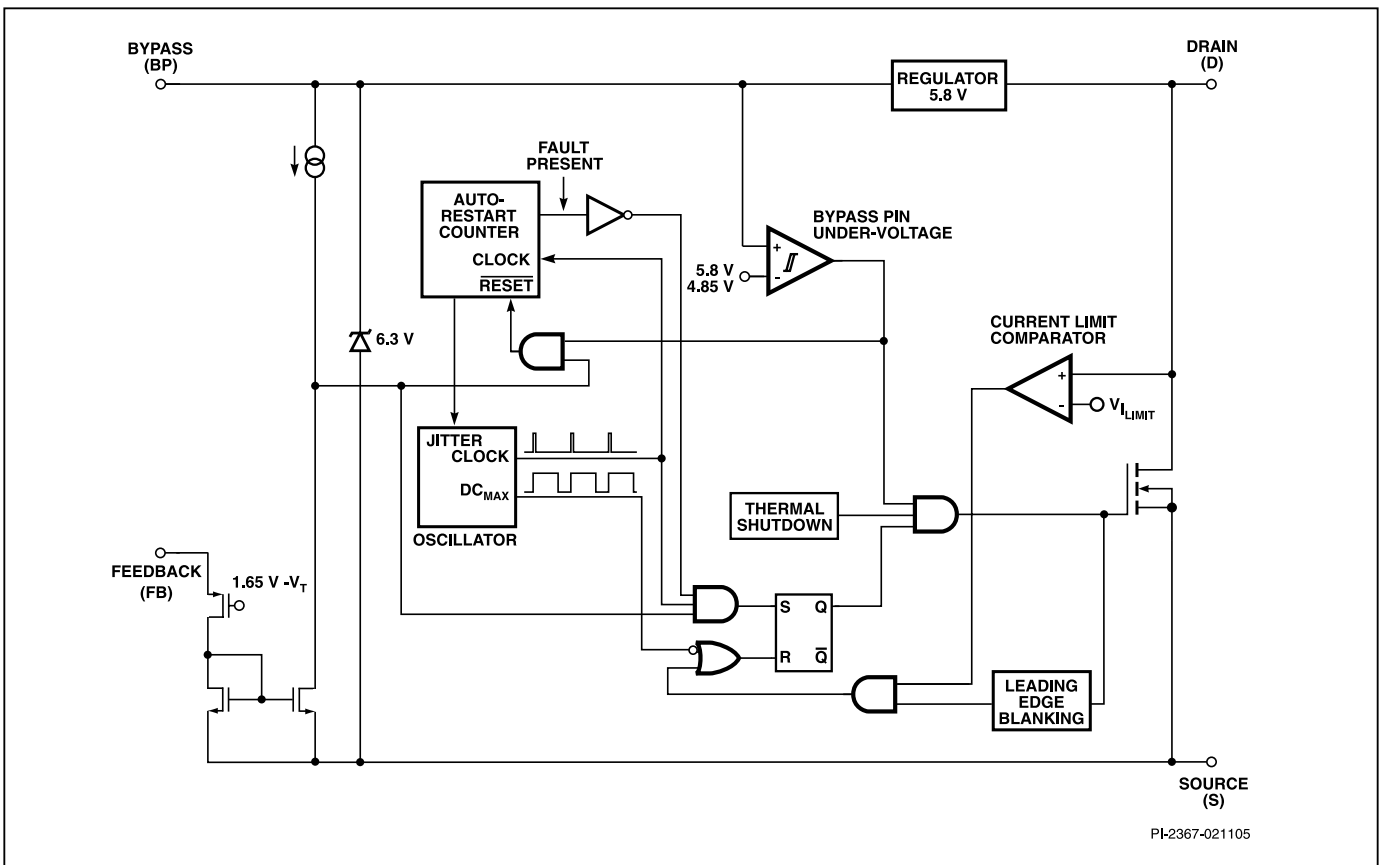 BYPASS
(BP)
DRAIN
(D)
REGULATOR
5.8 V
FAULT
PRESENT
AUTO-
RESTART
COUNTER
CLOCK
RESET
BYPASS PIN
UNDER-VOLTAGE
+
-
5.8 V
4.85 V
6.3 V
CURRENT LIMIT
COMPARATOR
+
-
VILIMIT
JITTER
CLOCK
DCMAX
OSCILLATOR
THERMAL
SHUTDOWN
FEEDBACK
(FB)
1.65 V -VT
S Q
R Q
LEADING
EDGE
BLANKING
SOURCE
(S)
PI-2367-021105